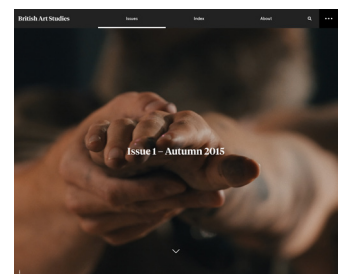 British Art Studies
Issues
Index
About
Issue 1 – Autumn 2015